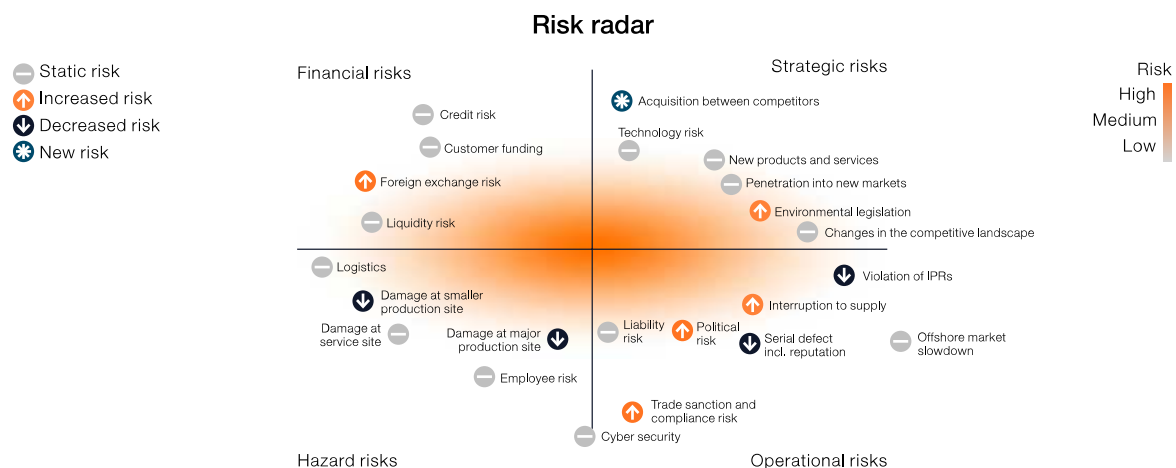 Risk radar
Static risk
Increased risk
Decreased risk
New risk
Financial risks
Strategic risks
Risk
High
Medium
Low
Credit risk
Customer funding
Foreign exchange risk
Liquidity risk
Acquisition between competitors
Technology risk
New products and services
Penetration into new markets
Environmental legislation
Changes in the competitive landscape
Logistics
Damage at smaller
production site
Damage at
service site
Damage at major
production site
Employee risk
Violation of IPRs
Interruption to supply
Liability
risk
Political
risk
Serial defect
incl. reputation
Offshore market
slowdown
Trade sanction and
compliance risk
Cyber security
Hazard risks
Operational risks